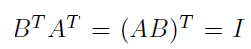 $B^T A^T = (AB)^T = I$